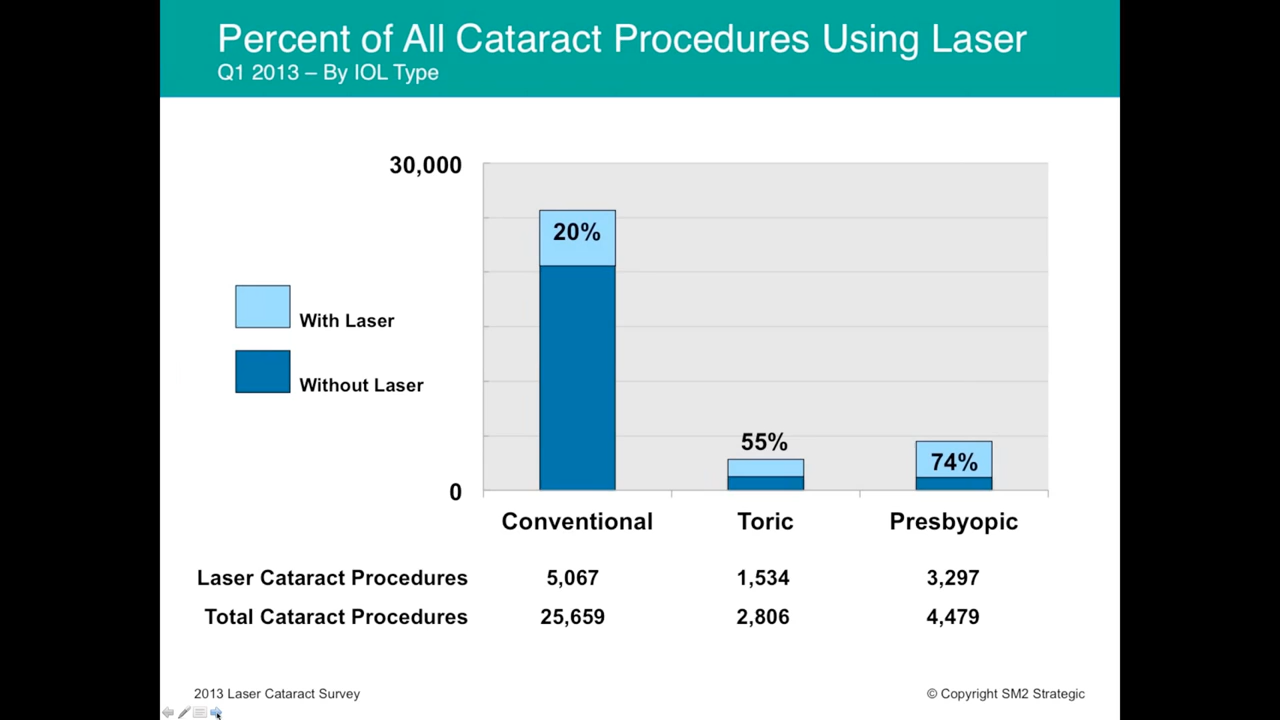 Percent of All Cataract Procedures Using Laser
Q1 2013 – By IOL Type
30,000
20%
With Laser
Without Laser
55%
74%
0
Conventional Toric Presbyopic
Laser Cataract Procedures 5,067 1,534 3,297
Total Cataract Procedures 25,659 2,806 4,479
2013 Laser Cataract Survey © Copyright SM2 Strategic